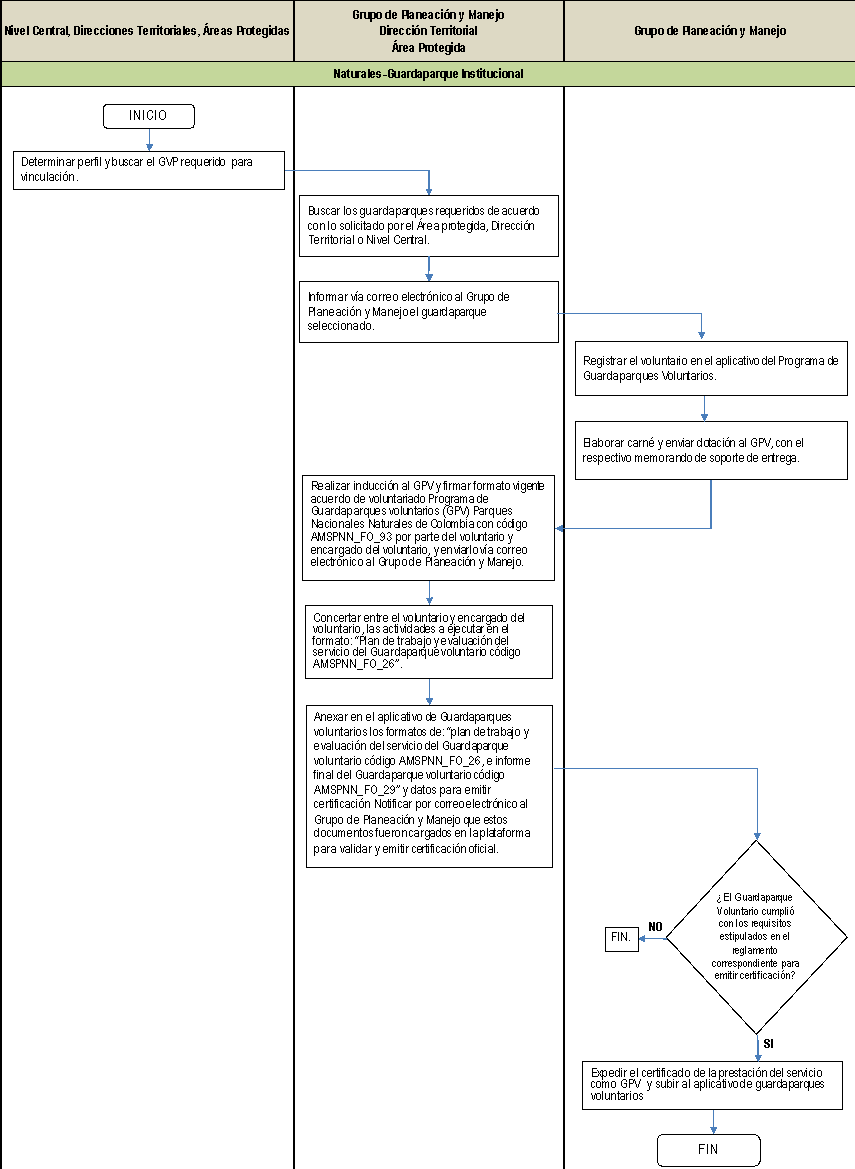 Nivel Central, Direcciones Territoriales, Áreas Protegidas
Grupo de Planeación y Manejo
Dirección Territorial
Área Protegida
Grupo de Planeación y Manejo
Naturales-Guardaparque Institucional
INICIO
Determinar perfil y buscar el GVP requerido para
vinculación.
Buscar los guardaparques requeridos de acuerdo
con lo solicitado por el Área protegida, Dirección
Territorial o Nivel Central.
Informar vía correo electrónico al Grupo de
Planeación y Manejo el guardaparque
seleccionado.
Registrar el voluntario en el aplicativo del Programa de
Guardaparques Voluntarios.
Elaborar carné y enviar dotación al GPV, con el
respectivo memorando de soporte de entrega.
Realizar inducción al GPV y firmar formato vigente
acuerdo de voluntariado Programa de
Guardaparques voluntarios (GPV) Parques
Nacionales Naturales de Colombia con código
AMSPNN_FO_93 por parte del voluntario y
encargado del voluntario, y enviarlo vía correo
electrónico al Grupo de Planeación y Manejo.
Concertar entre el voluntario y encargado del
voluntario, las actividades a ejecutar en el
formato: “Plan de trabajo y evaluación del
servicio del Guardaparque voluntario código
AMSPNN_FO_26”.
Anexar en el aplicativo de Guardaparques
voluntarios los formatos de: “plan de trabajo y
evaluación del servicio del Guardaparque
voluntario código AMSPNN_FO_26, e informe
final del Guardaparque voluntario código
AMSPNN_FO_29” y datos para emitir
certificación Notificar por correo electrónico al
Grupo de Planeación y Manejo que estos
documentos fueron cargados en la plataforma
para validar y emitir certificación oficial.
¿El Guardaparque
Voluntario cumplió
con los requisitos
estipulados en el
reglamento
correspondiente para
emitir certificación?
NO
FIN.
SI
Expedir el certificado de la prestación del servicio
como GPV y subir al aplicativo de guardaparques
voluntarios
FIN